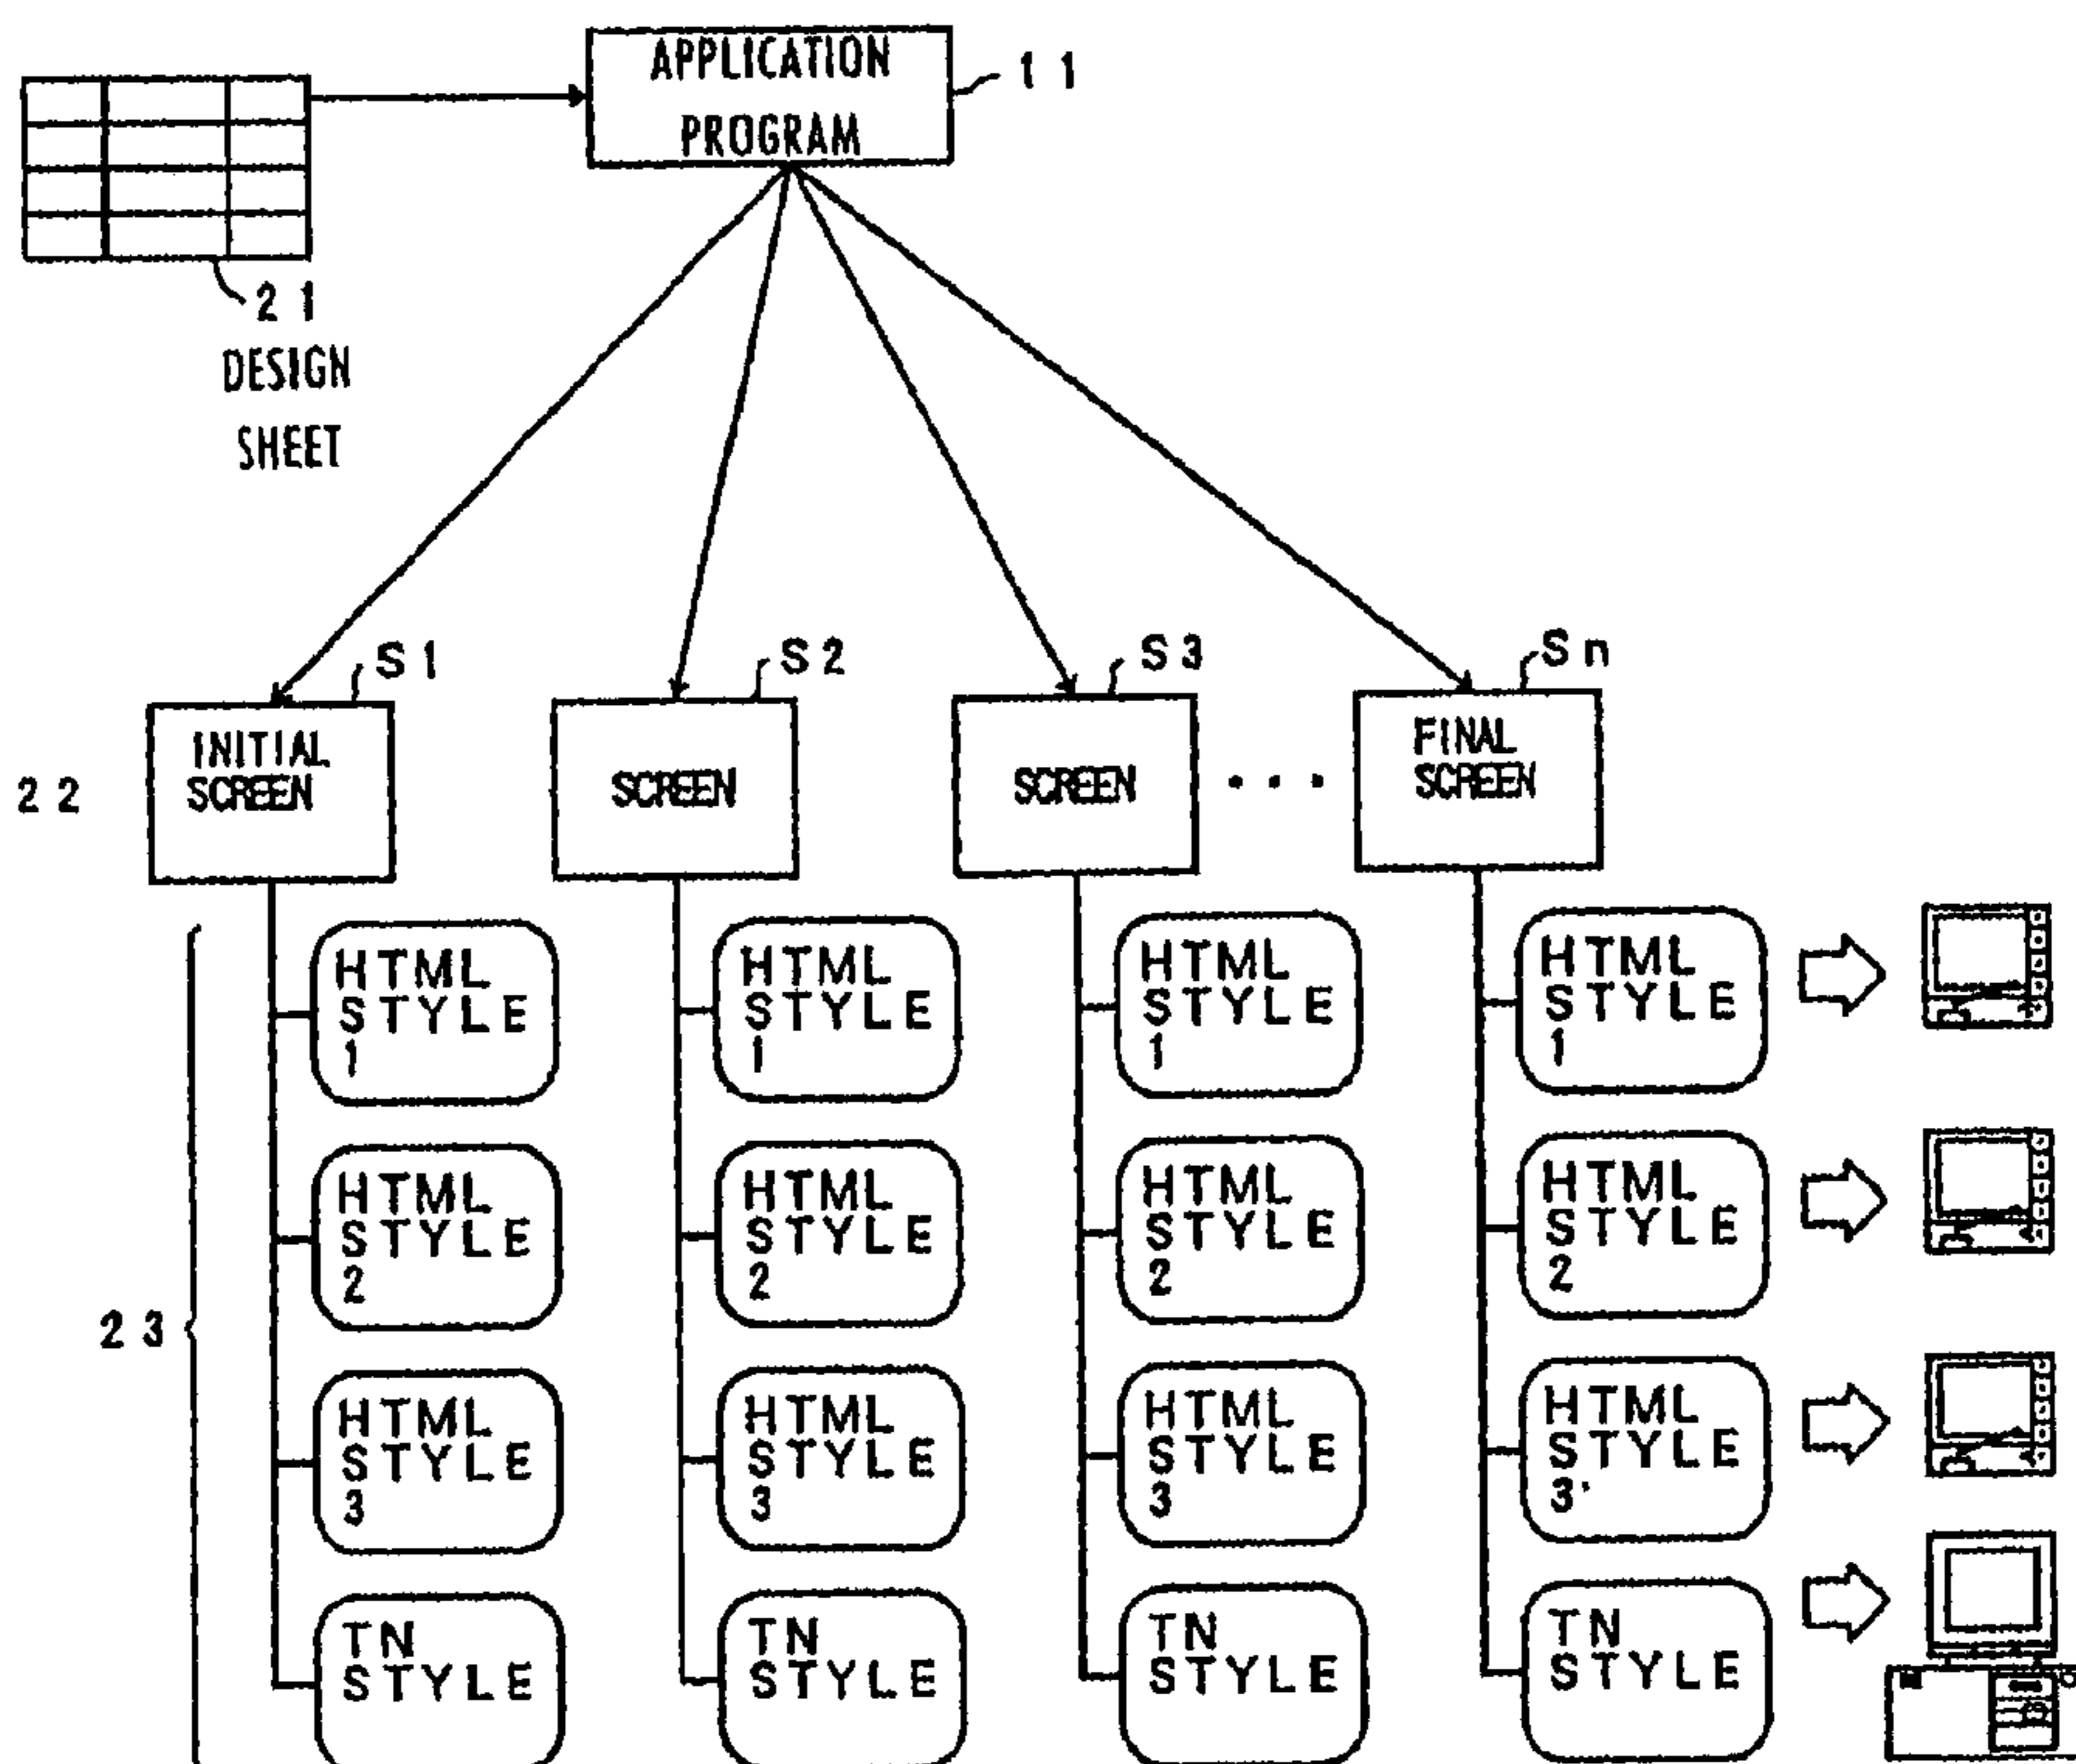 APPLICATION
PROGRAM
11
21
DESIGN
SHEET
S1
S2
S3
Sn
22
INITIAL
SCREEN
SCREEN
SCREEN
...
FINAL
SCREEN
23
HTML
STYLE
1
HTML
STYLE
1
HTML
STYLE
1
HTML
STYLE
1
HTML
STYLE
2
HTML
STYLE
2
HTML
STYLE
2
HTML
STYLE
2
HTML
STYLE
3
HTML
STYLE
3
HTML
STYLE
3
HTML
STYLE
3
TN
STYLE
TN
STYLE
TN
STYLE
TN
STYLE